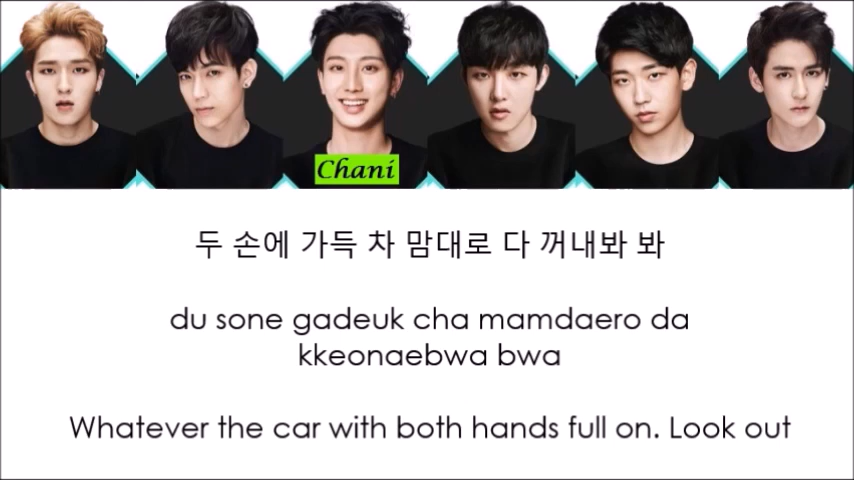 Chani
두 손에 가득 차 맘대로 다 꺼내봐 봐
du sone gadeuk cha mamdaero da
kkeonaebwa bwa
Whatever the car with both hands full on. Look out